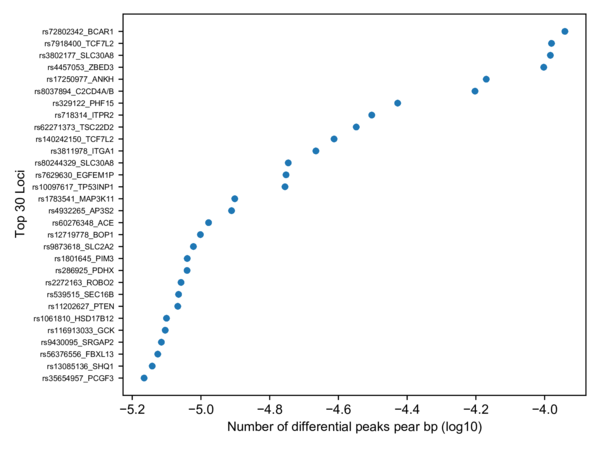 rs72802342_BCAR1
rs7918400_TCF7L2
rs3802177_SLC30A8
rs4457053_ZBED3
rs17250977_ANKH
rs8037894_C2CD4A/B
rs329122_PHF15
rs718314_ITPR2
rs62271373_TSC22D2
rs140242150_TCF7L2
rs3811978_ITGA1
rs80244329_SLC30A8
rs7629630_EGFEM1P
rs10097617_TP53INP1
rs1783541_MAP3K11
rs4932265_AP3S2
rs60276348_ACE
rs12719778_BOP1
rs9873618_SLC2A2
rs1801645_PIM3
rs286925_PDHX
rs2272163_ROBO2
rs539515_SEC16B
rs11202627_PTEN
rs1061810_HSD17B12
rs116913033_GCK
rs9430095_SRGAP2
rs56376556_FBXL13
rs13085136_SHQ1
rs35654957_PCGF3
Top 30 Loci
−5.2 −5.0 −4.8 −4.6 −4.4 −4.2 −4.0
Number of differential peaks pear bp (log10)